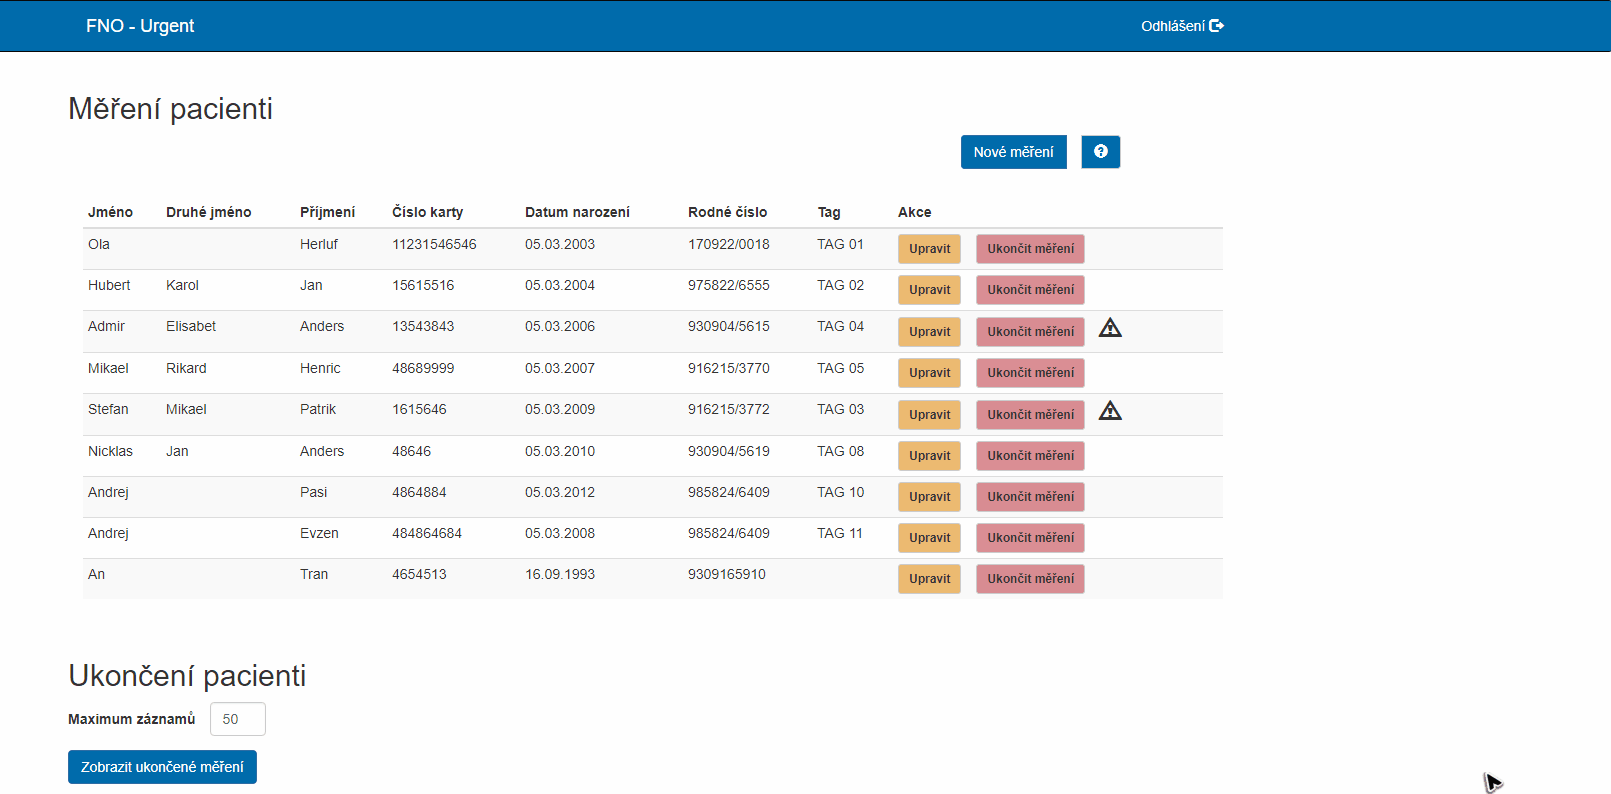 FNO - Urgent Odhlášení
Měření pacienti
Nové měření
Jméno Druhé jméno Příjmení Číslo karty Datum narození Rodné číslo Tag Akce
Ola Herluf 11231546546 05.03.2003 170922/0018 TAG 01 Upravit Ukončit měření
Hubert Karol Jan 15615516 05.03.2004 975822/6555 TAG 02 Upravit Ukončit měření
Admir Elisabet Anders 13543843 05.03.2006 930904/5615 TAG 04 Upravit Ukončit měření
Mikael Rikard Henric 48689999 05.03.2007 916215/3770 TAG 05 Upravit Ukončit měření
Stefan Mikael Patrik 1615646 05.03.2009 916215/3772 TAG 03 Upravit Ukončit měření
Nicklas Jan Anders 48646 05.03.2010 930904/5619 TAG 08 Upravit Ukončit měření
Andrej Pasi 4864884 05.03.2012 985824/6409 TAG 10 Upravit Ukončit měření
Andrej Evzen 484864684 05.03.2008 985824/6409 TAG 11 Upravit Ukončit měření
An Tran 4654513 16.09.1993 9309165910 Upravit Ukončit měření
Ukončení pacienti
Maximum záznamů 50
Zobrazit ukončené měření